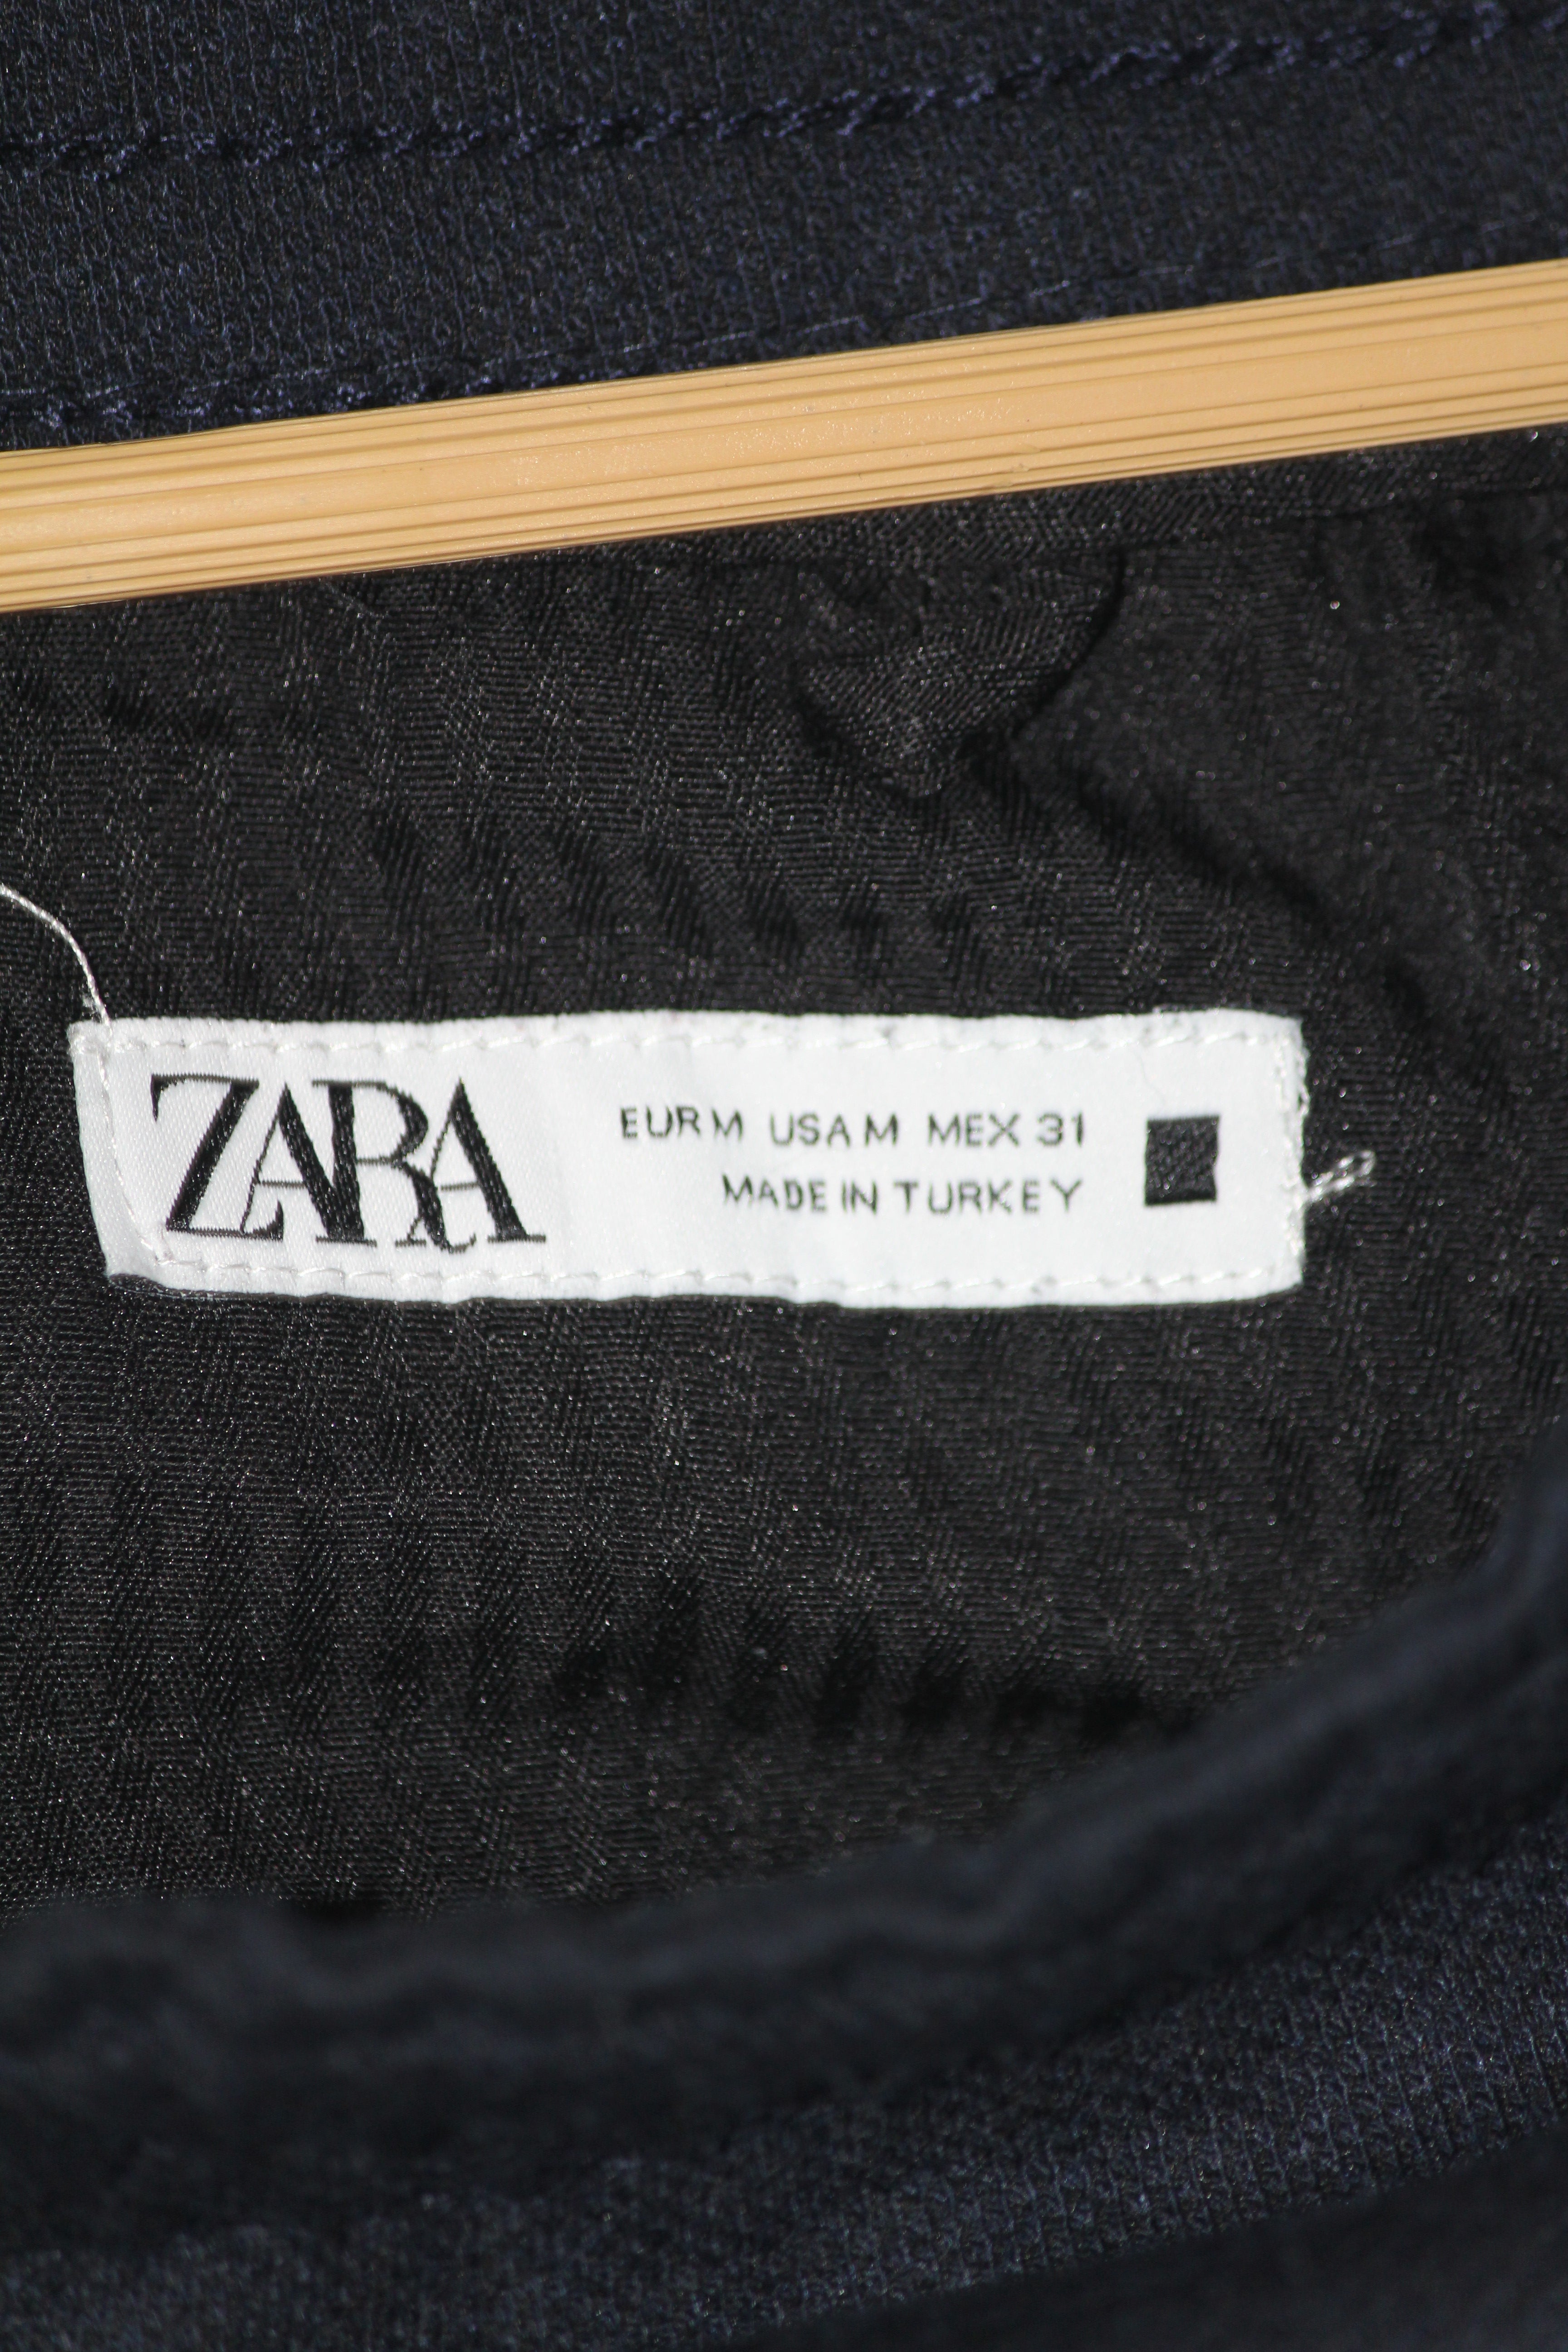 ZARA
EUR M USA M MEX 31
MADE IN TURKEY